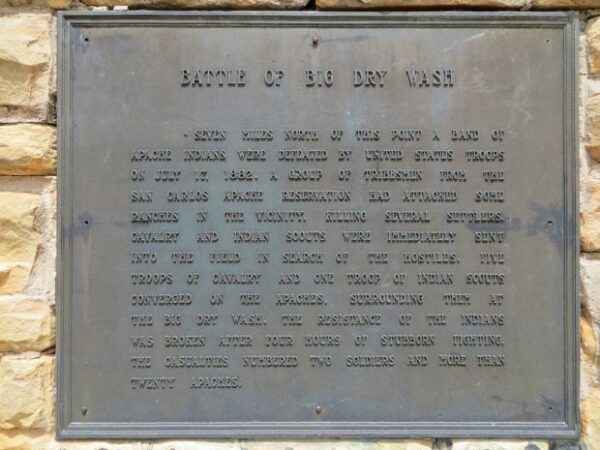 BATTLE OF BIG DRY WASH
SEVEN MILES NORTH OF THIS POINT A BAND OF
APACHE INDIANS WERE DEFEATED BY UNITED STATES TROOPS
ON JULY 17, 1882. A GROUP OF TRIBESMEN FROM THE
SAN CARLOS APACHE RESERVATION HAD ATTACKED SOME
RANCHES IN THE VICINITY, KILLING SEVERAL SETTLERS.
CAVALRY AND INDIAN SCOUTS WERE IMMEDIATELY SENT
INTO THE FIELD IN SEARCH OF THE HOSTILES. FIVE
TROOPS OF CAVALRY AND ONE TROOP OF INDIAN SCOUTS
CONVERGED ON THE APACHES, SURROUNDING THEM AT
THE BIG DRY WASH. THE RESISTANCE OF THE INDIANS
WAS BROKEN AFTER FOUR HOURS OF STUBBORN FIGHTING.
THE CASUALTIES NUMBERED TWO SOLDIERS AND MORE THAN
TWENTY APACHES.